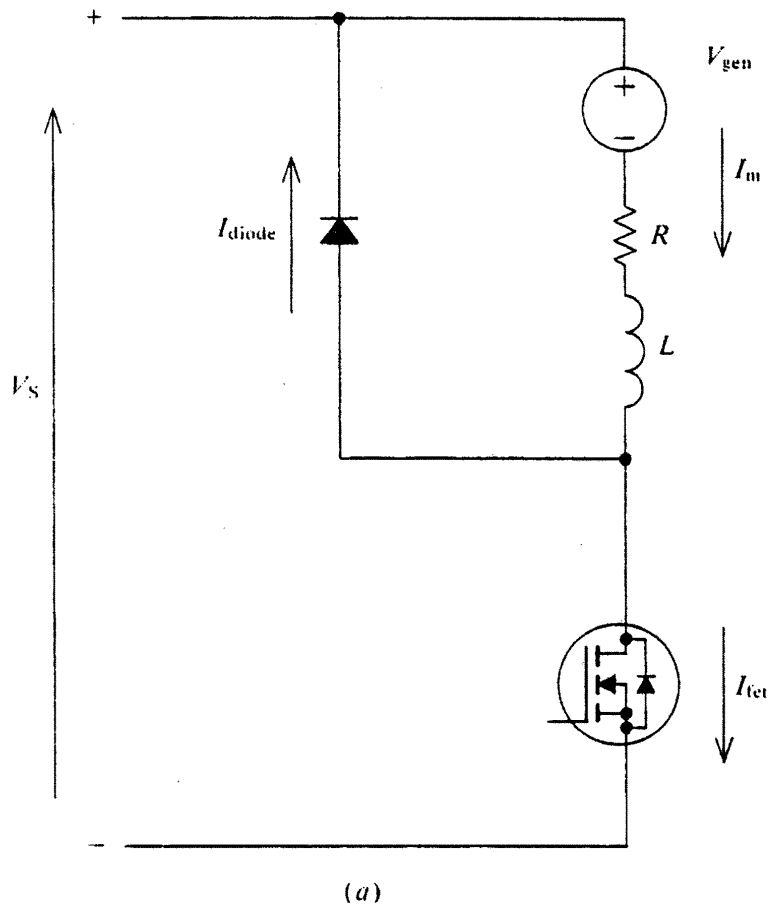 +
V_gen
+
−
I_m
I_diode
R
L
V_S
I_fet
−
(a)